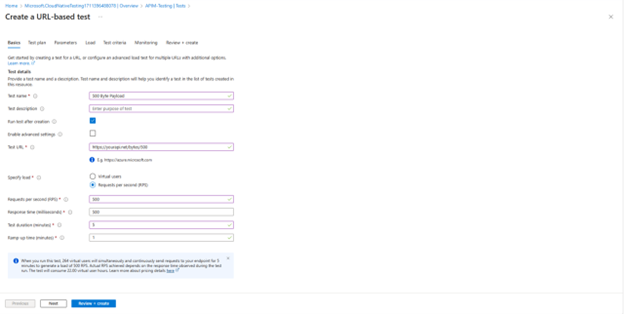 Home > Microsoft.CloudNativeTesting1711390408070 | Overview > APIM-Testing | Tests >
Create a URL-based test ...
Basics Test plan Parameters Load Test criteria Monitoring Review + create
Get started by creating a test for a URL, or configure an advanced load test for multiple URLs with additional options.
Learn more
Test details
Provide a test name and a description. Test name and description will help you identify a test in the list of tests created in
this resource.
Test name * 500 Byte Payload
Test description Enter purpose of test
Run test after creation
Enable advanced settings
Test URL *
E.g. https://azure.microsoft.com
Specify load * Virtual users
Requests per second (RPS)
Requests per second (RPS) * 500
Response time (milliseconds) * 500
Test duration (minutes) * 5
Ramp-up time (minutes) * 1
When you run this test, 264 virtual users will simultaneously and continuously send requests to your endpoint for 5
minutes to generate a load of 500 RPS. Actual RPS achieved depends on the response time observed during the test
run. The test will consume 22.00 virtual user hours. Learn more about pricing details here
Previous Next Review + create